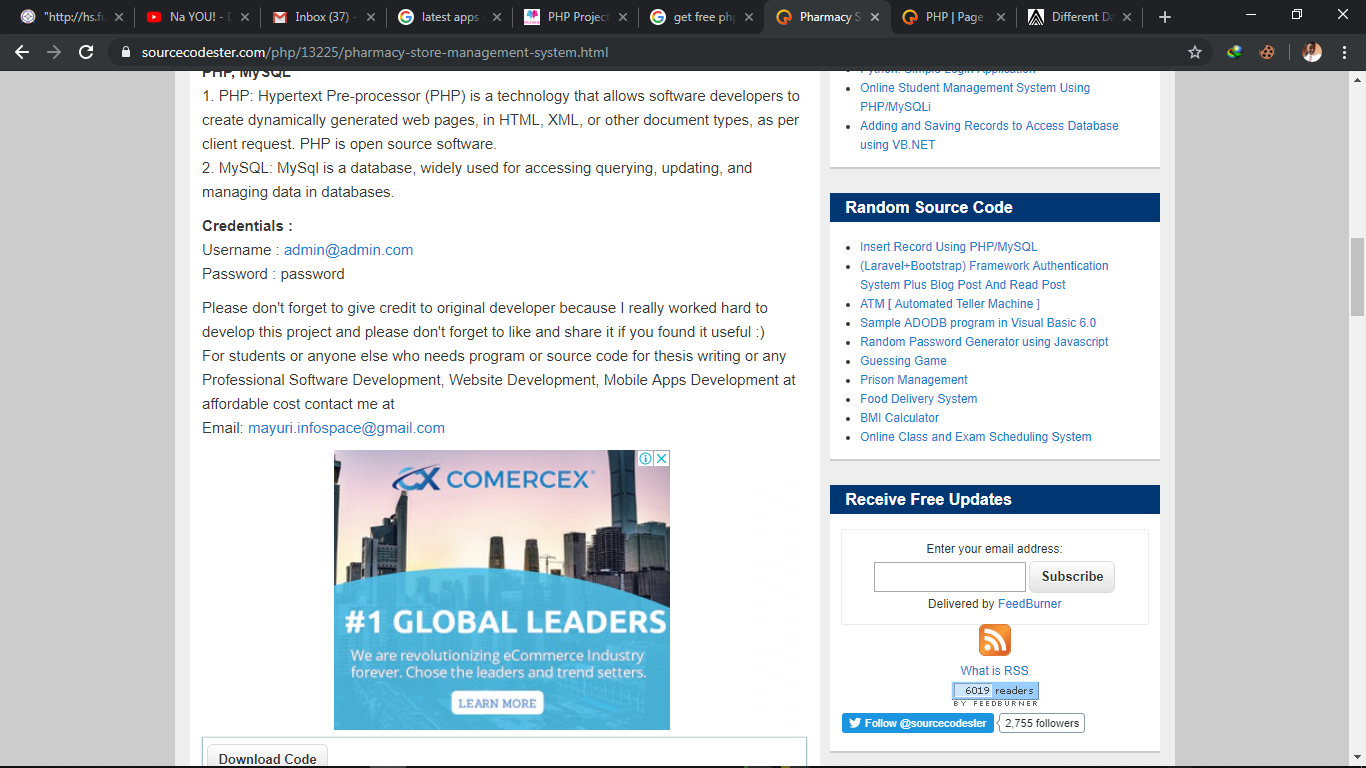 "http://hs.fu
Na YOU! - D
Inbox (37) -
latest apps
PHP Project
get free php
Pharmacy S
PHP | Page
Different Da
sourcecodester.com/php/13225/pharmacy-store-management-system.html
PHP, MySQL
1. PHP: Hypertext Pre-processor (PHP) is a technology that allows software developers to
create dynamically generated web pages, in HTML, XML, or other document types, as per
client request. PHP is open source software.
2. MySQL: MySql is a database, widely used for accessing querying, updating, and
managing data in databases.
Credentials :
Username : admin@admin.com
Password : password
Please don't forget to give credit to original developer because I really worked hard to
develop this project and please don't forget to like and share it if you found it useful :)
For students or anyone else who needs program or source code for thesis writing or any
Professional Software Development, Website Development, Mobile Apps Development at
affordable cost contact me at
Email: mayuri.infospace@gmail.com
CX COMERCEX
#1 GLOBAL LEADERS
We are revolutionizing eCommerce Industry
forever. Chose the leaders and trend setters.
LEARN MORE
Download Code
Python: Simple Login Application
Online Student Management System Using
PHP/MySQLi
Adding and Saving Records to Access Database
using VB.NET
Random Source Code
Insert Record Using PHP/MySQL
(Laravel+Bootstrap) Framework Authentication
System Plus Blog Post And Read Post
ATM [ Automated Teller Machine ]
Sample ADODB program in Visual Basic 6.0
Random Password Generator using Javascript
Guessing Game
Prison Management
Food Delivery System
BMI Calculator
Online Class and Exam Scheduling System
Receive Free Updates
Enter your email address:
Subscribe
Delivered by FeedBurner
What is RSS
6019 readers
BY FEEDBURNER
Follow @sourcecodester
2,755 followers